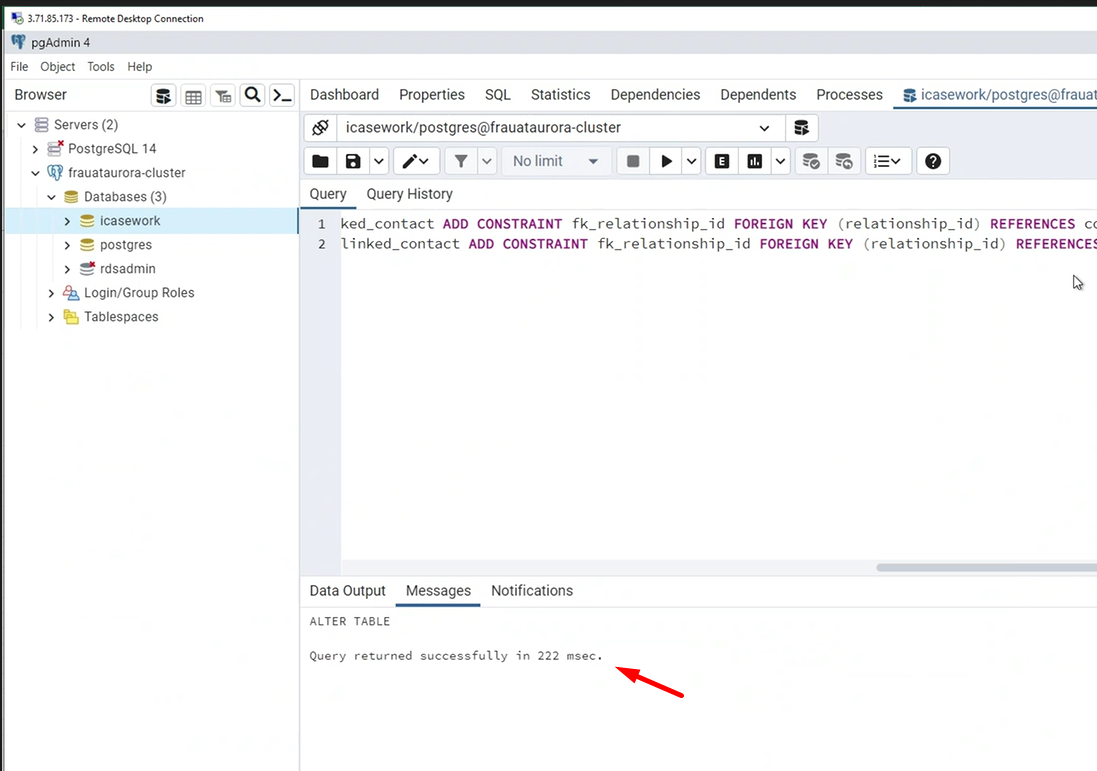 3.71.85.173 - Remote Desktop Connection
pgAdmin 4
File Object Tools Help
Browser
Dashboard Properties SQL Statistics Dependencies Dependents Processes icasework/postgres@frauat
Servers (2)
PostgreSQL 14
frauataurora-cluster
Databases (3)
icasework
postgres
rdsadmin
Login/Group Roles
Tablespaces
icasework/postgres@frauataurora-cluster
No limit
E
Query Query History
1 ked_contact ADD CONSTRAINT fk_relationship_id FOREIGN KEY (relationship_id) REFERENCES co
2 linked_contact ADD CONSTRAINT fk_relationship_id FOREIGN KEY (relationship_id) REFERENCES
Data Output Messages Notifications
ALTER TABLE
Query returned successfully in 222 msec.